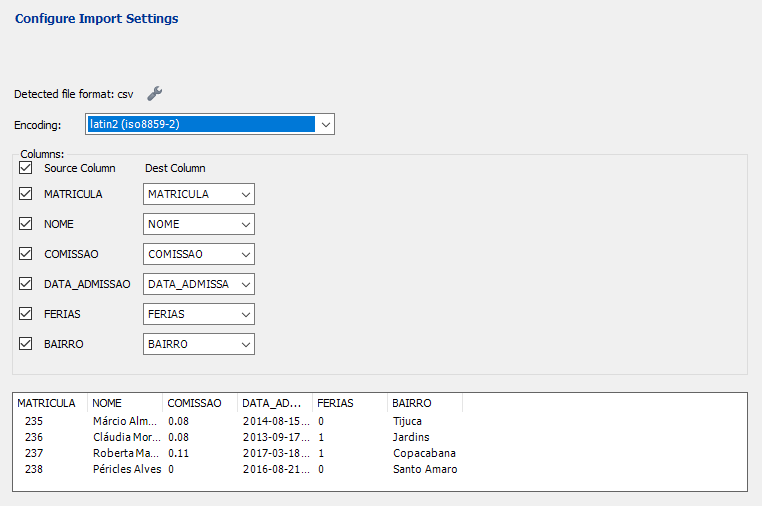 Configure Import Settings
Detected file format: csv
Encoding: latin2 (iso8859-2)
Columns:
Source Column Dest Column
MATRICULA MATRICULA
NOME NOME
COMISSAO COMISSAO
DATA_ADMISSAO DATA_ADMISSA
FERIAS FERIAS
BAIRRO BAIRRO
MATRICULA NOME COMISSAO DATA_AD... FERIAS BAIRRO
235 Márcio Alm... 0.08 2014-08-15... 0 Tijuca
236 Cláudia Mor... 0.08 2013-09-17... 1 Jardins
237 Roberta Ma... 0.11 2017-03-18... 1 Copacabana
238 Péricles Alves 0 2016-08-21... 0 Santo Amaro